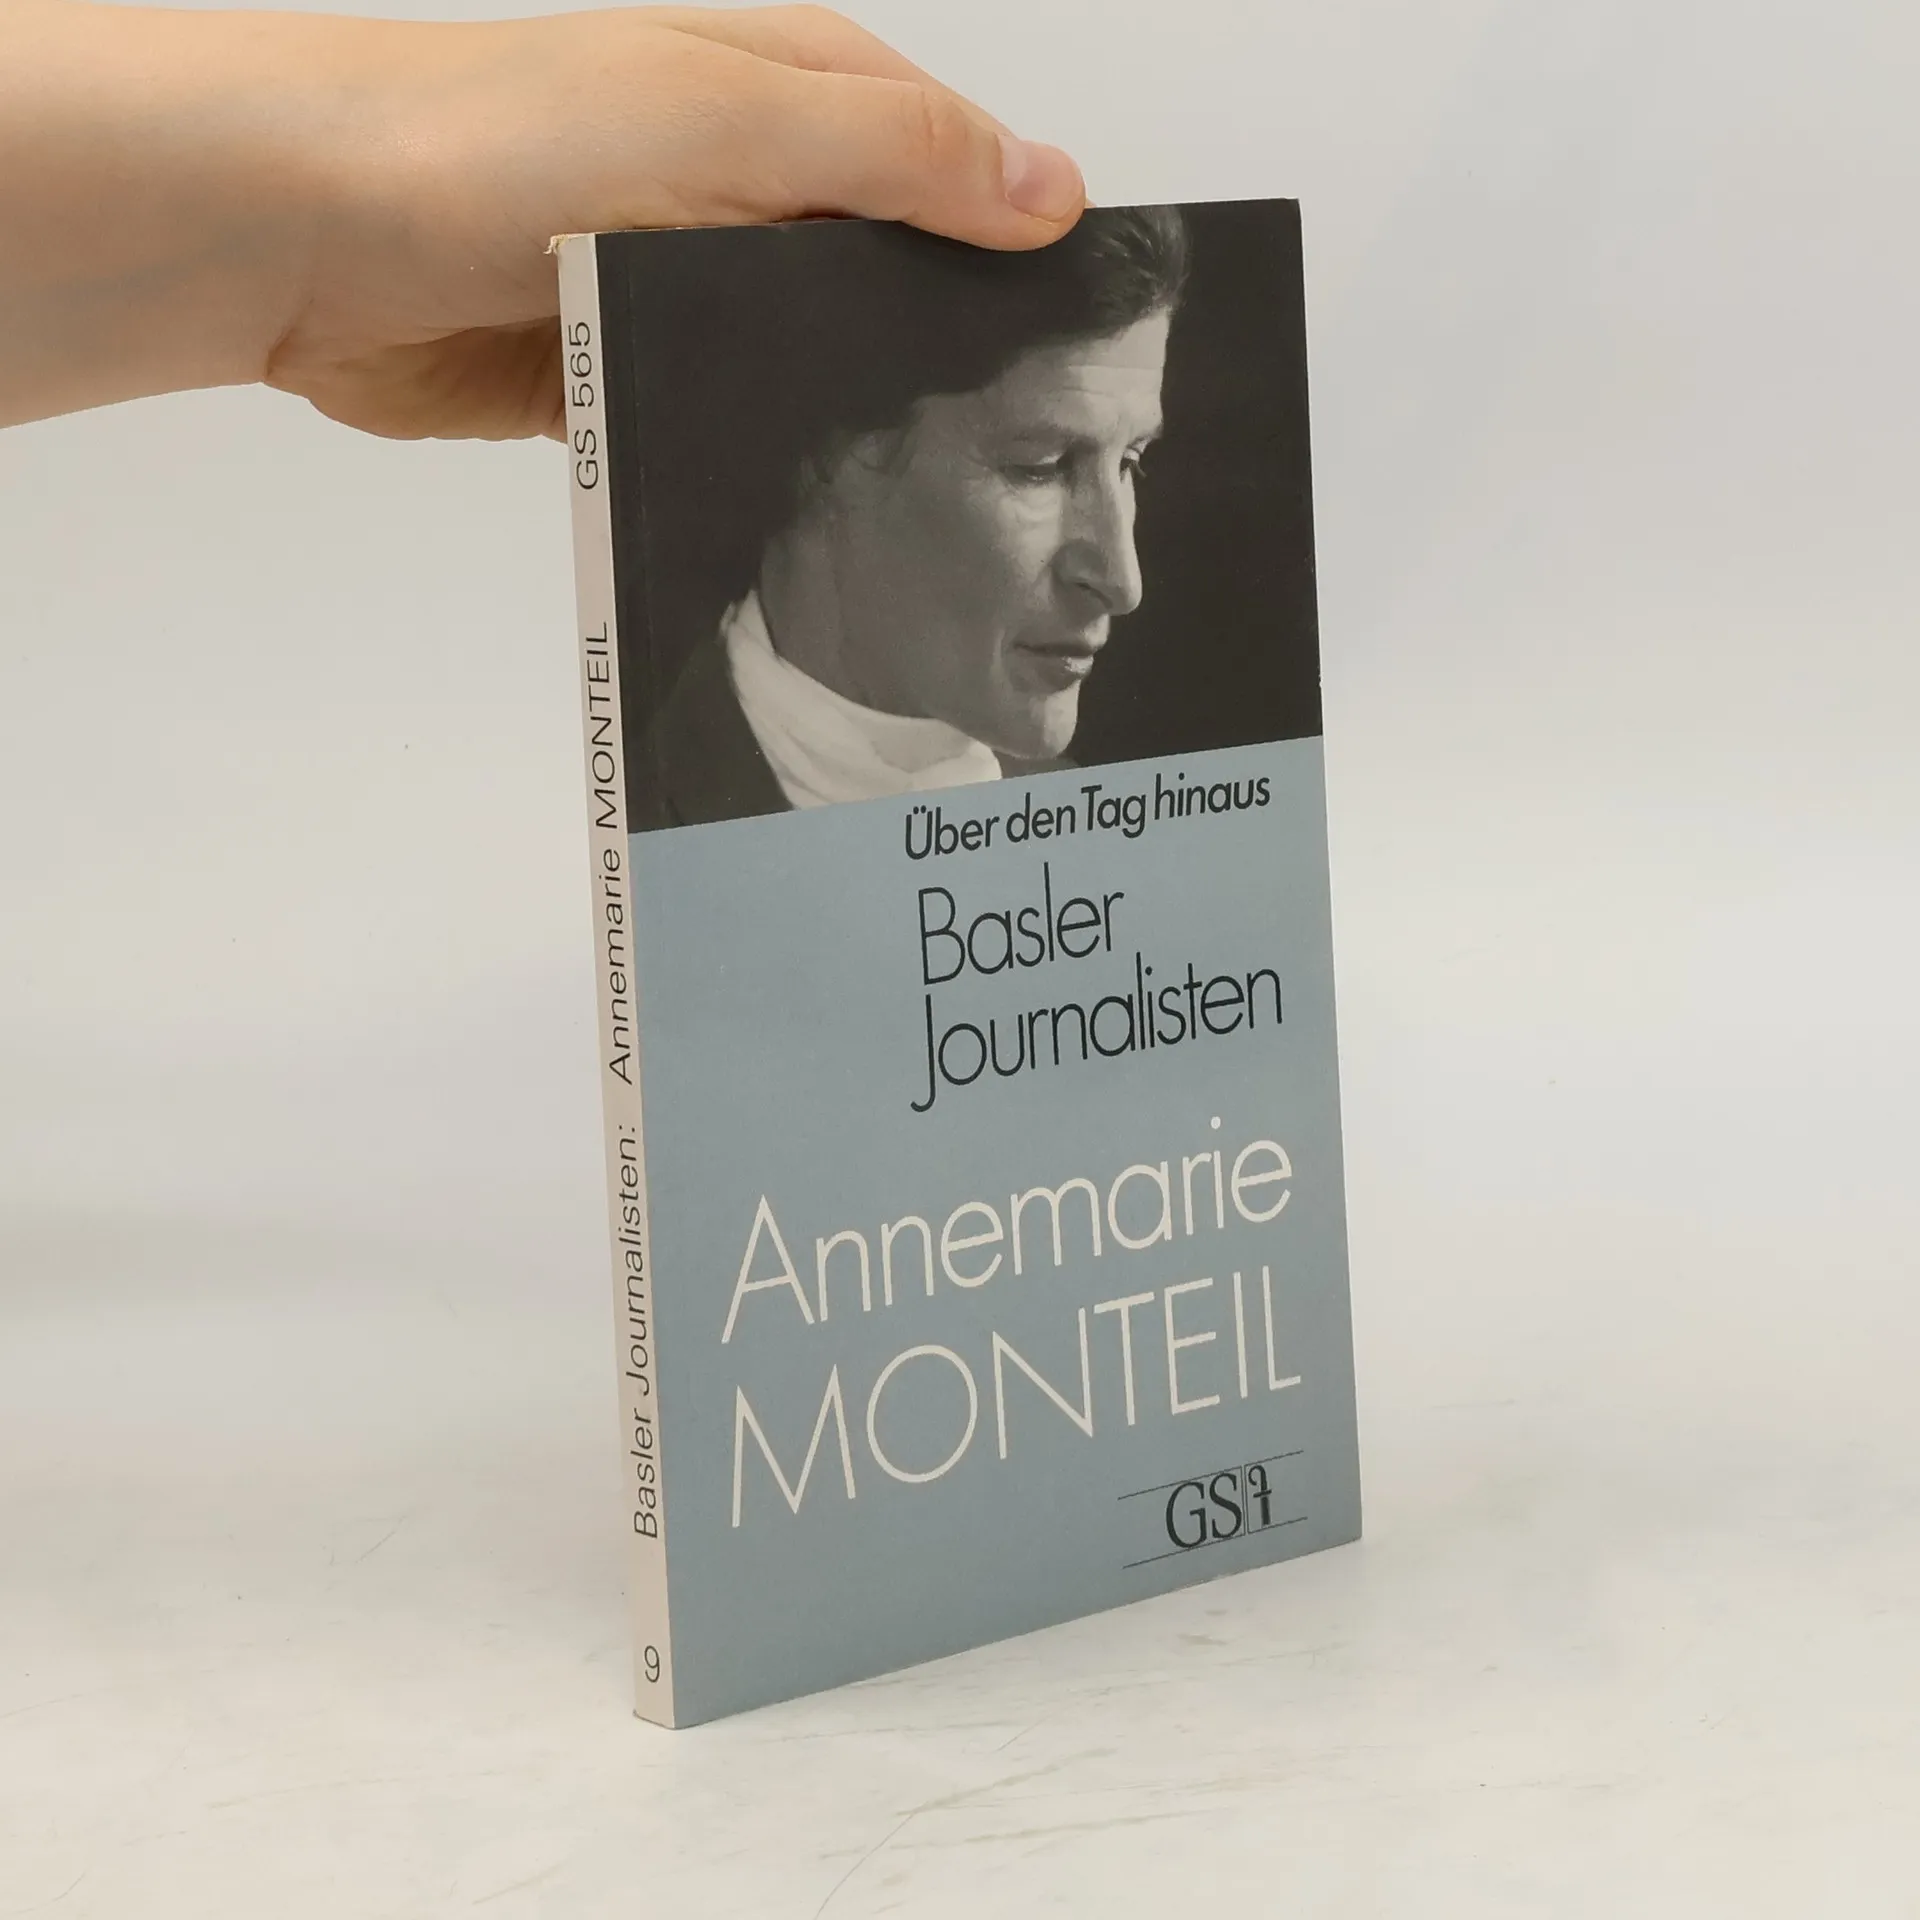 GS 565
Annemarie MONTEIL
Basler Journalisten:
9
Über den Tag hinaus
Basler
Journalisten
Annemarie
MONTEIL
GS